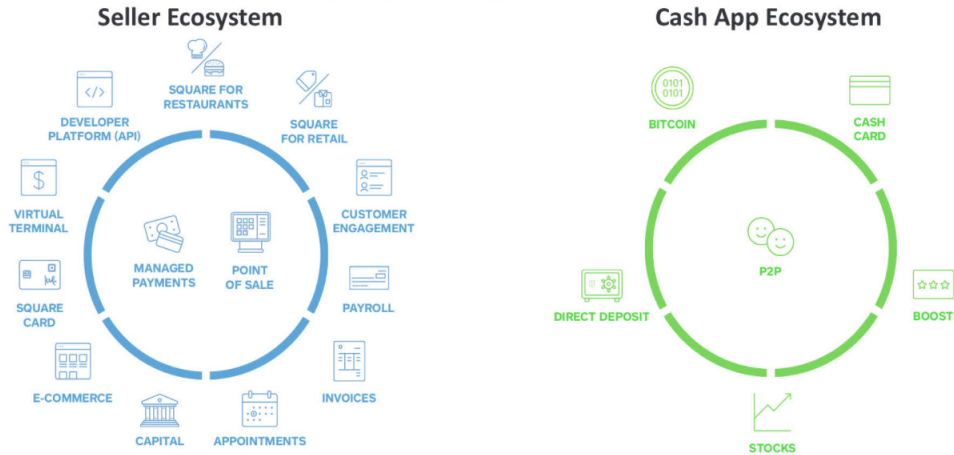 Seller Ecosystem
SQUARE FOR
RESTAURANTS
</>
DEVELOPER
PLATFORM (API)
SQUARE
FOR RETAIL
$
VIRTUAL
TERMINAL
CUSTOMER
ENGAGEMENT
MANAGED
PAYMENTS
POINT
OF SALE
SQUARE
CARD
PAYROLL
E-COMMERCE
INVOICES
CAPITAL
APPOINTMENTS
Cash App Ecosystem
0101
0101
BITCOIN
CASH
CARD
P2P
DIRECT DEPOSIT
BOOST
STOCKS